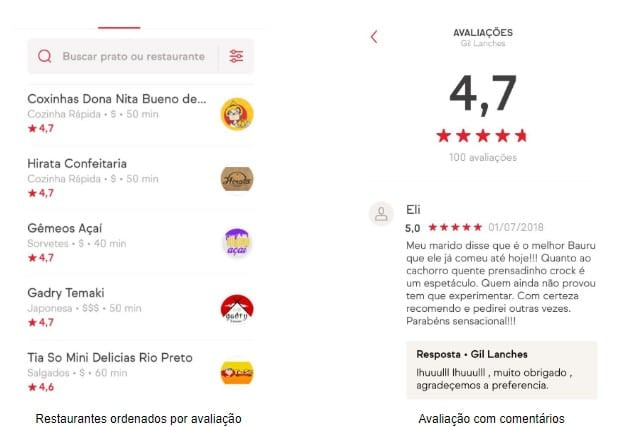 Buscar prato ou restaurante
Coxinhas Dona Nita Bueno de...
Cozinha Rápida • $ • 50 min
★4,7
Hirata Confeitaria
Cozinha Rápida • $ • 50 min
★4,7
Gêmeos Açaí
Sorvetes • $ • 40 min
★4,7
açaí
Gadry Temaki
Japonesa • $$$ • 50 min
★4,7
gadry
Tia So Mini Delicias Rio Preto
Salgados • $ • 60 min
★4,6
Restaurantes ordenados por avaliação
AVALIAÇÕES
Gil Lanches
4,7
100 avaliações
Eli
5,0 ★★★★★ 01/07/2018
Meu marido disse que é o melhor Bauru
que ele já comeu até hoje!!! Quanto ao
cachorro quente prensadinho crock é
um espetáculo. Quem ainda não provou
tem que experimentar. Com certeza
recomendo e pedirei outras vezes.
Parabéns sensacional!!!
Resposta • Gil Lanches
Ihuuulll Ihuuulll , muito obrigado ,
agradeçemos a preferencia.
Avaliação com comentários